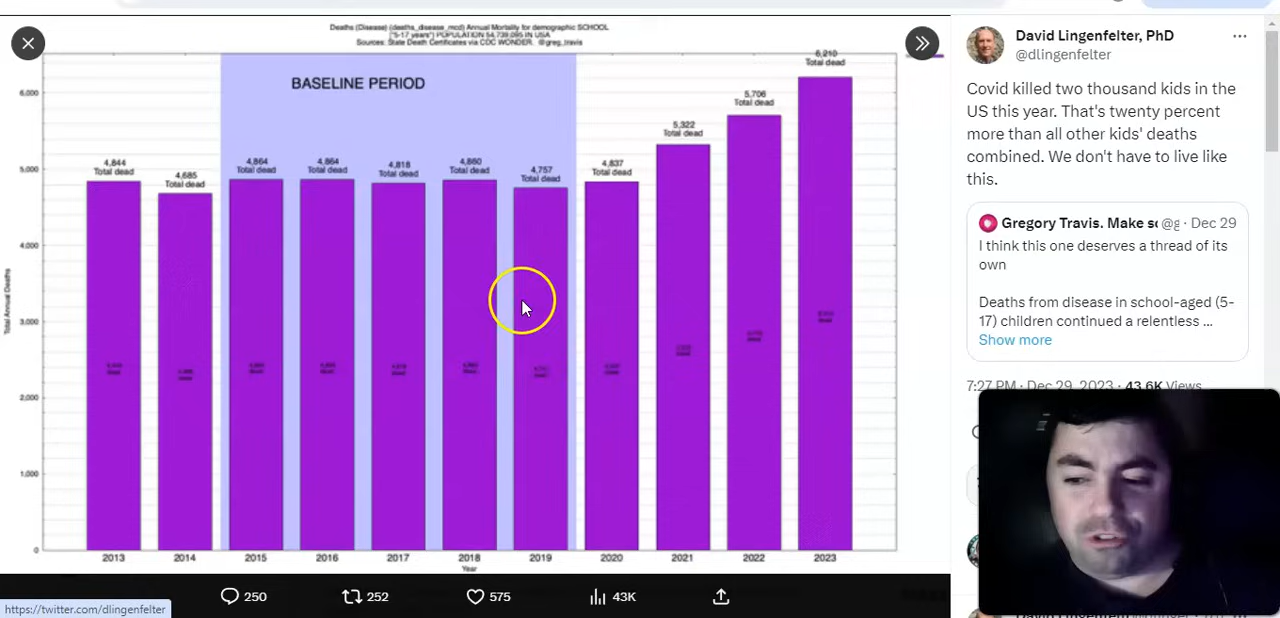 Deaths (Disease) (deaths_disease_mcd) Annual Mortality for demographic SCHOOL
("5-17 years") POPULATION 54,739,095 IN USA
Sources: State Death Certificates via CDC WONDER. @greg_travis
BASELINE PERIOD
6,000
5,000
4,000
3,000
2,000
1,000
0
Total Annual Deaths
4,844
Total dead
4,685
Total dead
4,864
Total dead
4,864
Total dead
4,818
Total dead
4,860
Total dead
4,757
Total dead
4,837
Total dead
5,322
Total dead
5,706
Total dead
6,210
Total dead
2013 2014 2015 2016 2017 2018 2019 2020 2021 2022 2023
Year
250 252 575 43K
https://twitter.com/dlingenfelter
David Lingenfelter, PhD
@dlingenfelter
Covid killed two thousand kids in the
US this year. That's twenty percent
more than all other kids' deaths
combined. We don't have to live like
this.
Gregory Travis. Make sc @g · Dec 29
I think this one deserves a thread of its
own
Deaths from disease in school-aged (5-
17) children continued a relentless ...
Show more
7:27 PM · Dec 29, 2023 · 43.6K Views